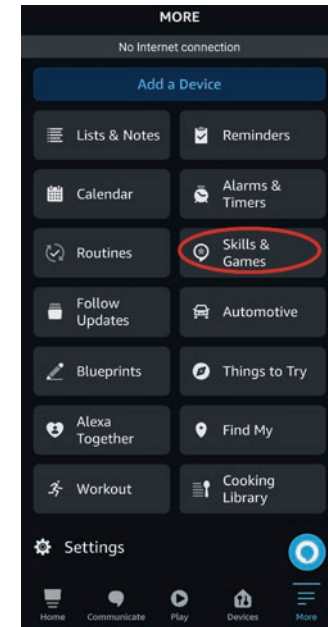 MORE
No Internet connection
Add a Device
Lists & Notes
Reminders
Calendar
Alarms &
Timers
Routines
Skills &
Games
Follow
Updates
Automotive
Blueprints
Things to Try
Alexa
Together
Find My
Workout
Cooking
Library
Settings
Home Communicate Play Devices More